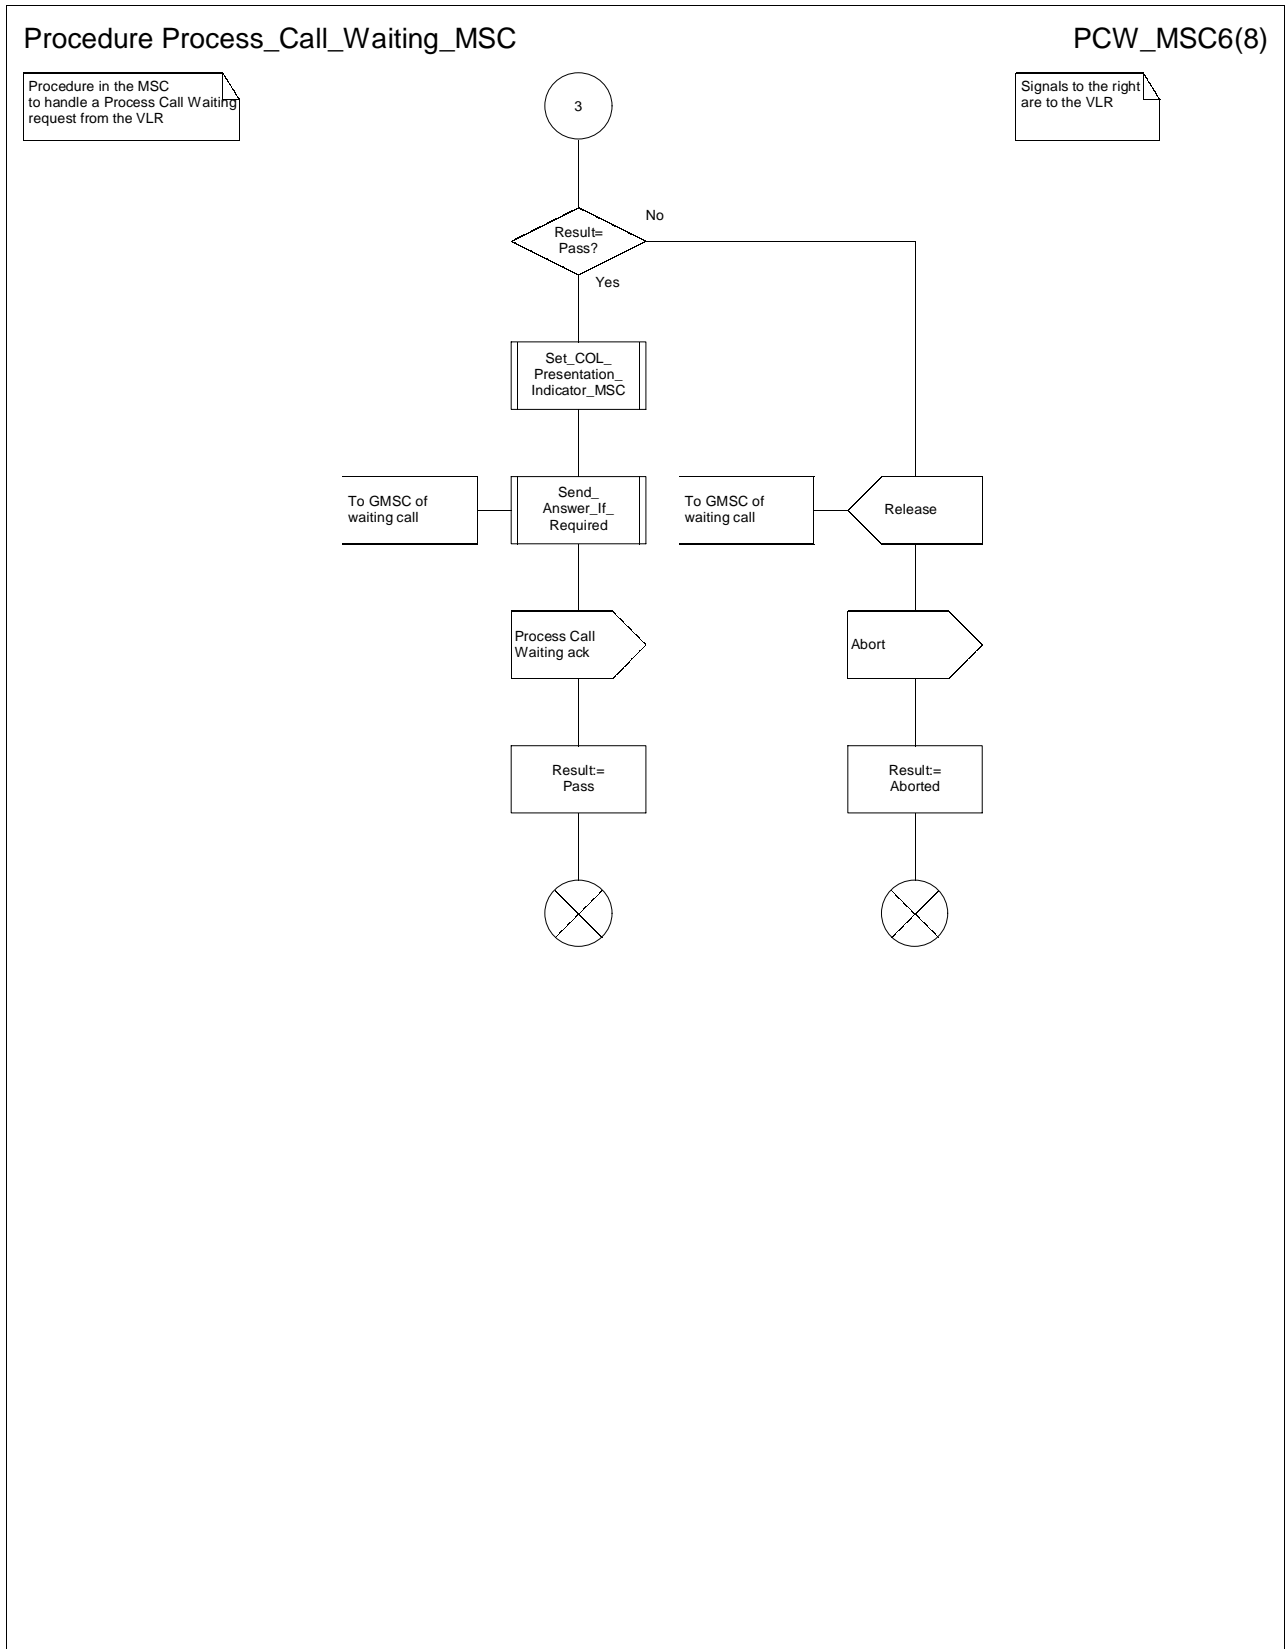 Procedure Process_Call_Waiting_MSC
PCW_MSC6(8)
Procedure in the MSC
to handle a Process Call Waiting
request from the VLR
Signals to the right
are to the VLR
3
Result=
Pass?
No
Yes
Set_COL_
Presentation_
Indicator_MSC
To GMSC of
waiting call
Send_
Answer_If_
Required
To GMSC of
waiting call
Release
Process Call
Waiting ack
Abort
Result:=
Pass
Result:=
Aborted